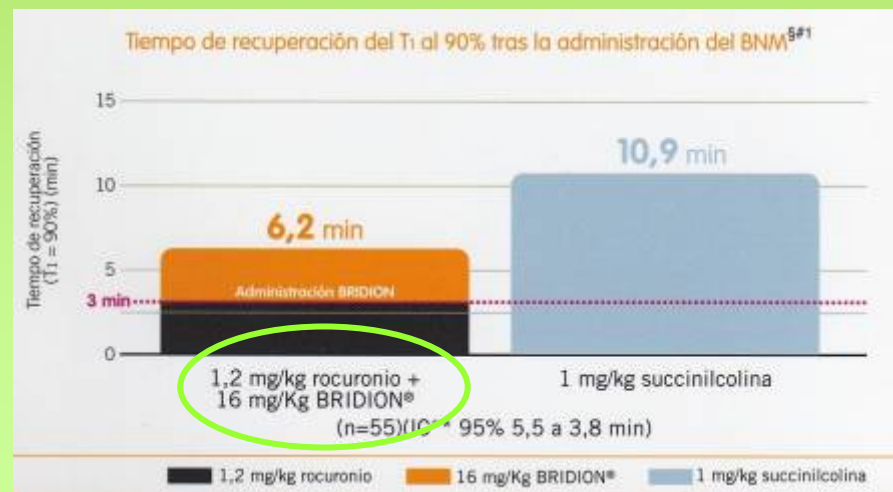 Tiempo de recuperación del T₁ al 90% tras la administración del BNM§#1
Tiempo de recuperación
(T₁ = 90%) (min)
15
10
5
3 min
0
6,2 min
10,9 min
Administración BRIDION
1,2 mg/kg rocuronio +
16 mg/Kg BRIDION®
1 mg/kg succinilcolina
(n=55) 95% 5,5 a 3,8 min)
1,2 mg/kg rocuronio
16 mg/Kg BRIDION®
1 mg/kg succinilcolina